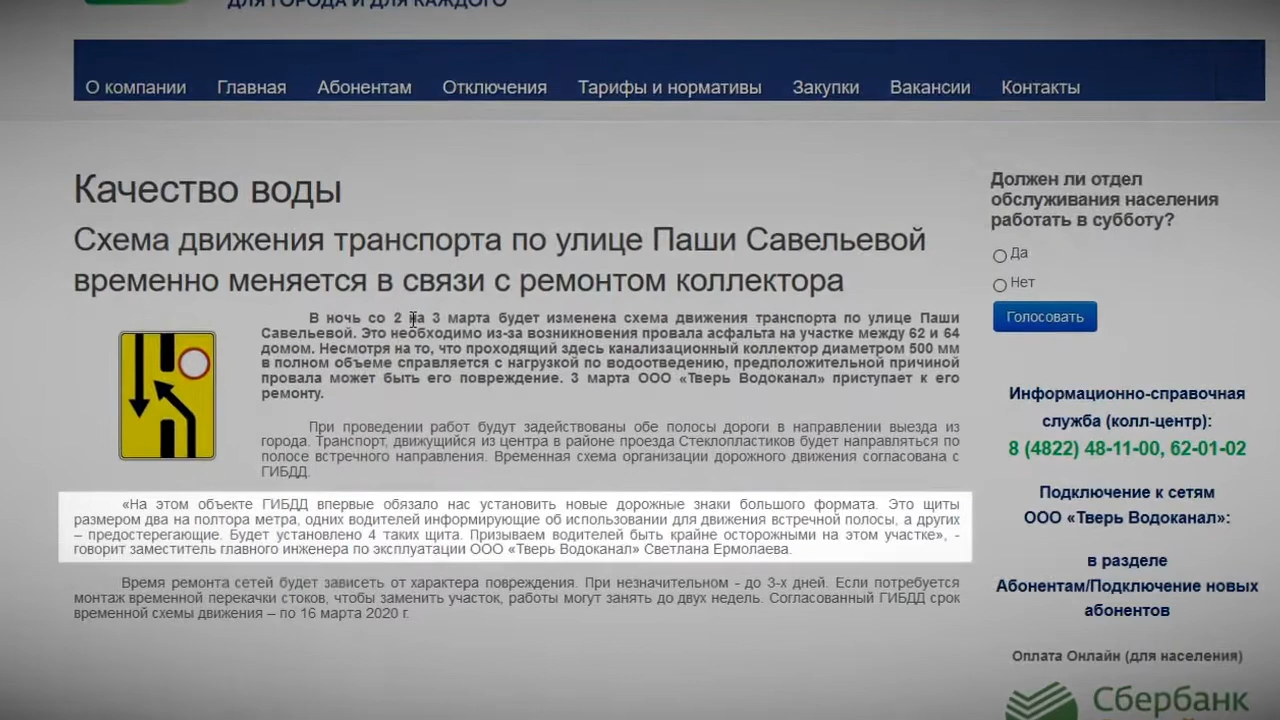 ДЛЯ ГОРОДА И ДЛЯ КАЖДОГО
О компании Главная Абонентам Отключения Тарифы и нормативы Закупки Вакансии Контакты
Качество воды
Схема движения транспорта по улице Паши Савельевой
временно меняется в связи с ремонтом коллектора
В ночь со 2 на 3 марта будет изменена схема движения транспорта по улице Паши
Савельевой. Это необходимо из-за возникновения провала асфальта на участке между 62 и 64
домом. Несмотря на то, что проходящий здесь канализационный коллектор диаметром 500 мм
в полном объеме справляется с нагрузкой по водоотведению, предположительной причиной
провала может быть его повреждение. 3 марта ООО «Тверь Водоканал» приступает к его
ремонту.
При проведении работ будут задействованы обе полосы дороги в направлении выезда из
города. Транспорт, движущийся из центра в районе проезда Стеклопластиков будет направляться по
полосе встречного направления. Временная схема организации дорожного движения согласована с
ГИБДД.
«На этом объекте ГИБДД впервые обязало нас установить новые дорожные знаки большого формата. Это щиты
размером два на полтора метра, одних водителей информирующие об использовании для движения встречной полосы, а других
– предостерегающие. Будет установлено 4 таких щита. Призываем водителей быть крайне осторожными на этом участке», -
говорит заместитель главного инженера по эксплуатации ООО «Тверь Водоканал» Светлана Ермолаева.
Время ремонта сетей будет зависеть от характера повреждения. При незначительном - до 3-х дней. Если потребуется
монтаж временной перекачки стоков, чтобы заменить участок, работы могут занять до двух недель. Согласованный ГИБДД срок
временной схемы движения – по 16 марта 2020 г.
Должен ли отдел
обслуживания населения
работать в субботу?
Да
Нет
Голосовать
Информационно-справочная
служба (колл-центр):
8 (4822) 48-11-00, 62-01-02
Подключение к сетям
ООО «Тверь Водоканал»:
в разделе
Абонентам/Подключение новых
абонентов
Оплата Онлайн (для населения)
Сбербанк